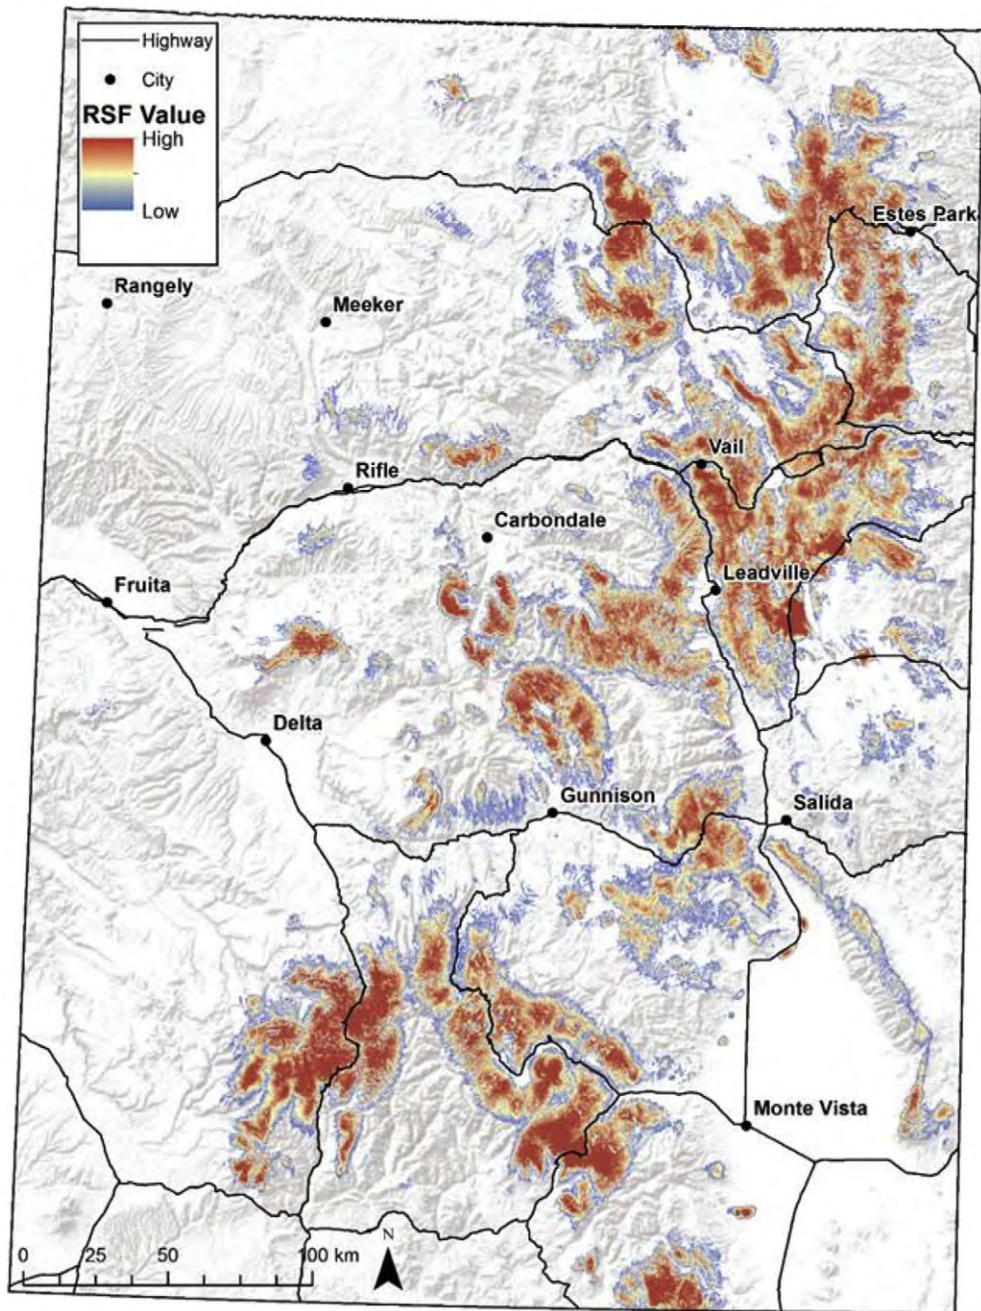 Highway
City
RSF Value
High
Low
Estes Park
Rangely
Meeker
Vail
Rifle
Carbondale
Leadville
Fruita
Delta
Gunnison
Salida
Monte Vista
N
0 25 50 100 km